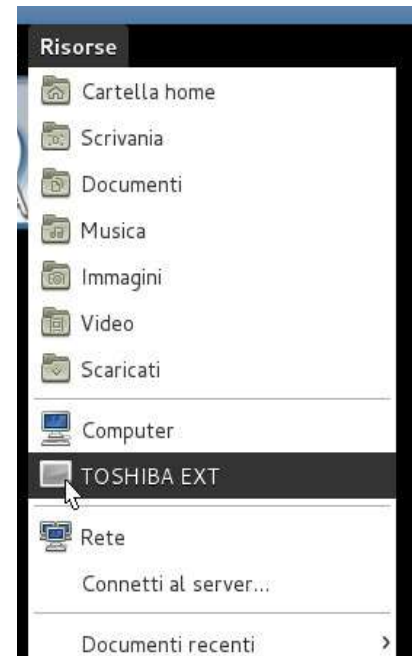 Risorse
Cartella home
Scrivania
Documenti
Musica
Immagini
Video
Scaricati
Computer
TOSHIBA EXT
Rete
Connetti al server...
Documenti recenti